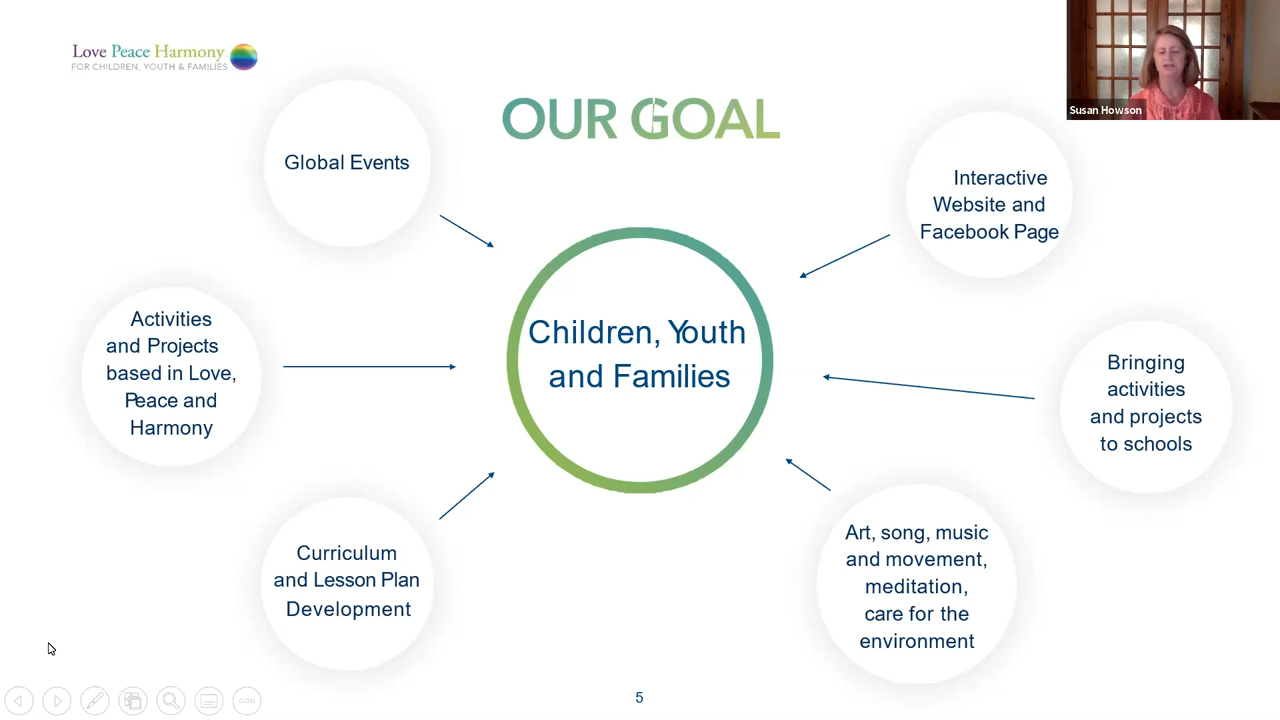 Love Peace Harmony
FOR CHILDREN, YOUTH & FAMILIES
OUR GOAL
Susan Howson
Global Events
Interactive
Website and
Facebook Page
Activities
and Projects
based in Love,
Peace and
Harmony
Children, Youth
and Families
Bringing
activities
and projects
to schools
Curriculum
and Lesson Plan
Development
Art, song, music
and movement,
meditation,
care for the
environment
5